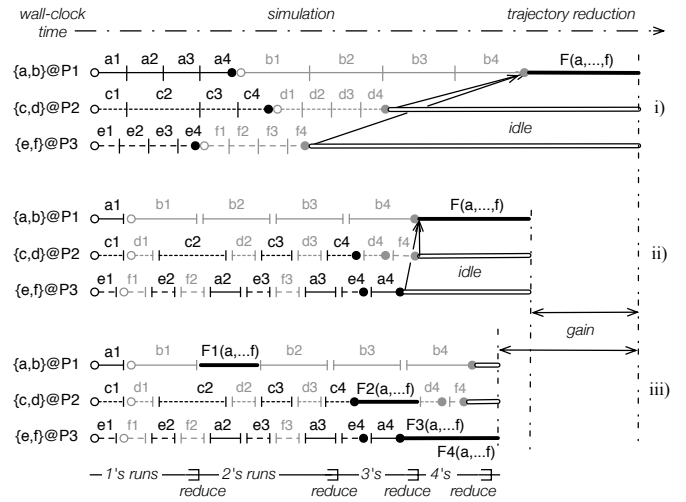 wall-clock simulation trajectory reduction
time
a1 a2 a3 a4 b1 b2 b3 b4 F(a,...,f)
{a,b}@P1
c1 c2 c3 c4 d1 d2 d3 d4
{c,d}@P2 i)
e1 e2 e3 e4 f1 f2 f3 f4 idle
{e,f}@P3
a1 b1 b2 b3 b4 F(a,...,f)
{a,b}@P1
c1 d1 c2 d2 c3 d3 c4 d4 f4
{c,d}@P2 ii)
e1 f1 e2 f2 a2 e3 f3 a3 e4 a4 idle
{e,f}@P3
gain
a1 b1 F1(a,...f) b2 b3 b4
{a,b}@P1
c1 d1 c2 d2 c3 d3 c4 F2(a,...f) d4 f4
{c,d}@P2 iii)
e1 f1 e2 f2 a2 e3 f3 a3 e4 a4 F3(a,...f)
{e,f}@P3
F4(a,...f)
1's runs 2's runs 3's 4's
reduce reduce reduce reduce